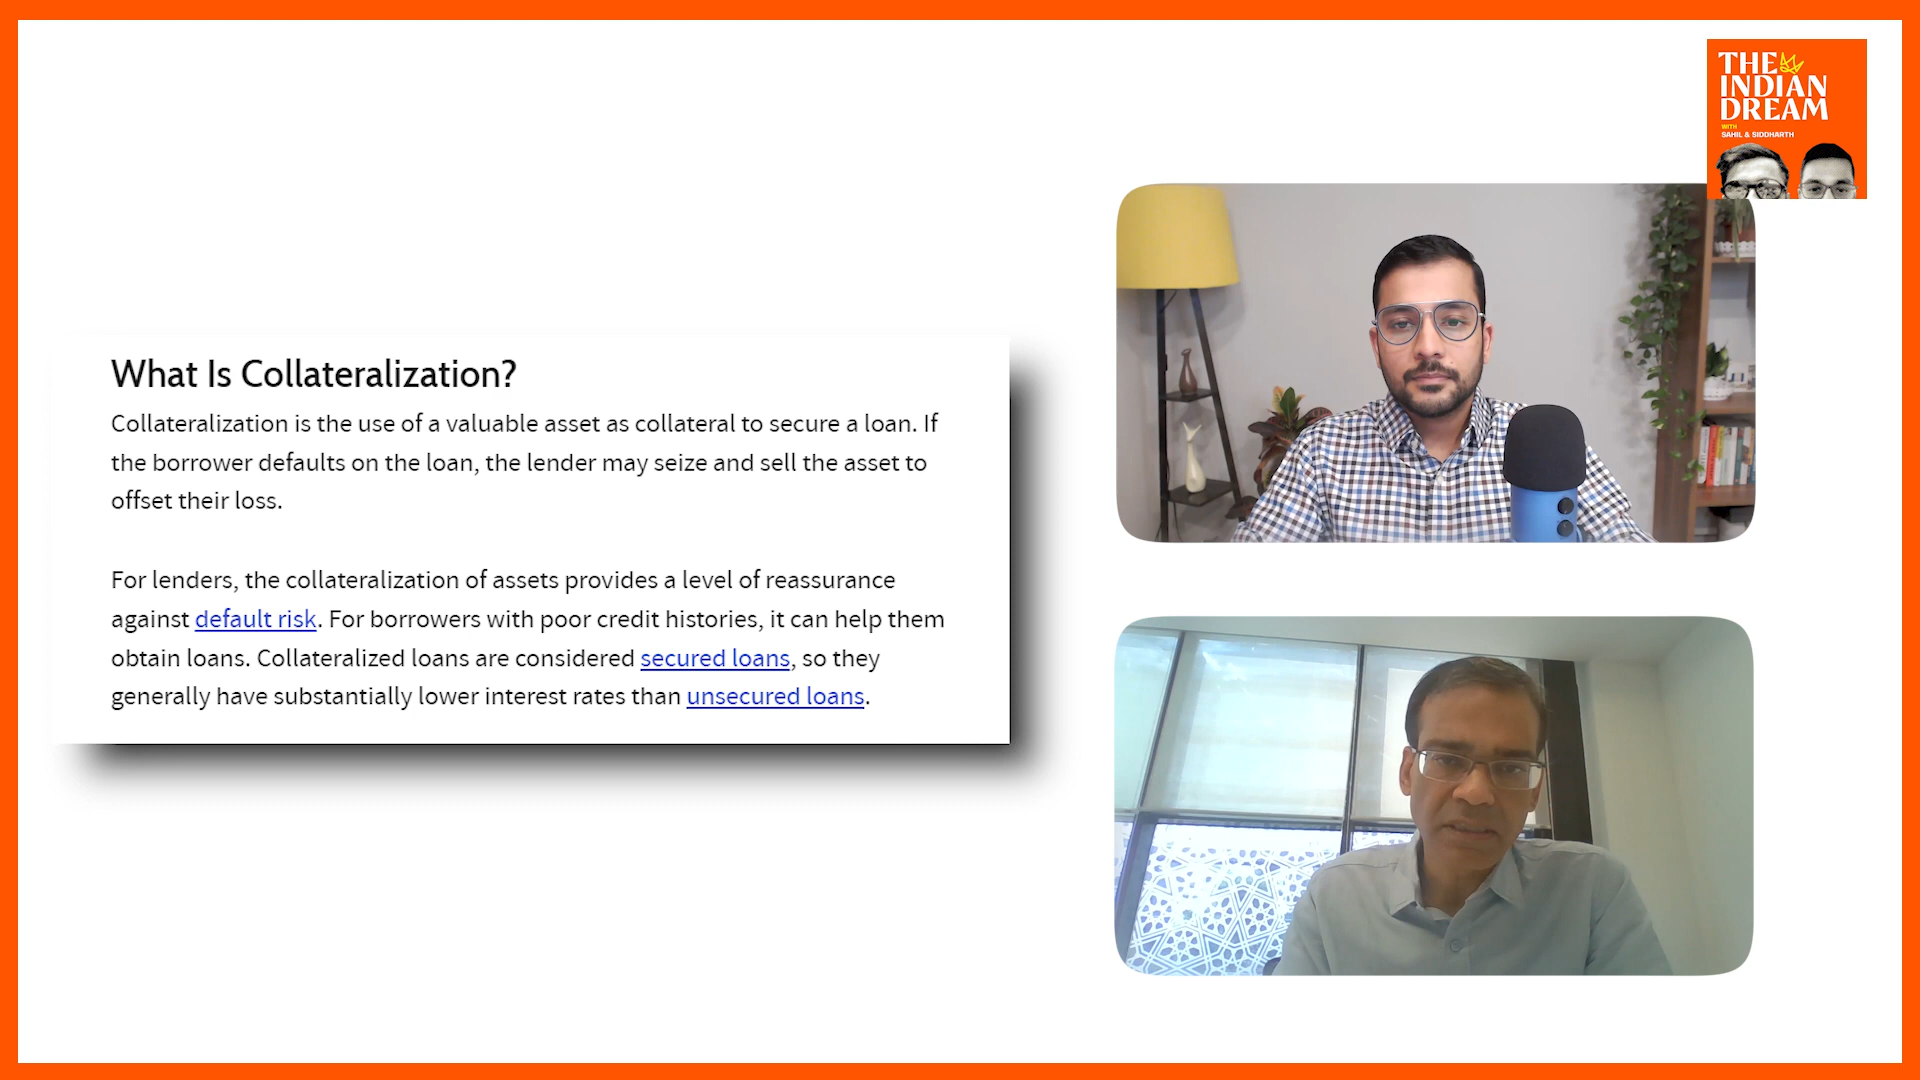 What Is Collateralization?
Collateralization is the use of a valuable asset as collateral to secure a loan. If
the borrower defaults on the loan, the lender may seize and sell the asset to
offset their loss.
For lenders, the collateralization of assets provides a level of reassurance
against default risk. For borrowers with poor credit histories, it can help them
obtain loans. Collateralized loans are considered secured loans, so they
generally have substantially lower interest rates than unsecured loans.
THE
INDIAN
DREAM
WITH
SAHIL & SIDDHARTH